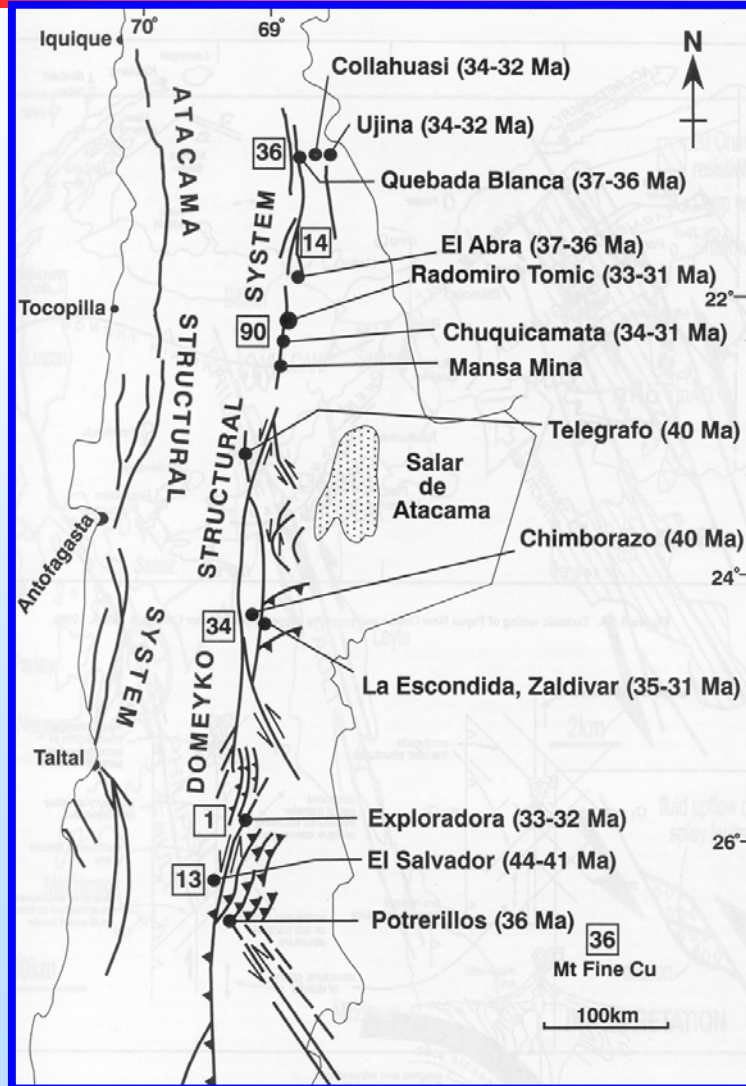 70°
69°
Iquique
N
Collahuasi (34-32 Ma)
Ujina (34-32 Ma)
36
Quebada Blanca (37-36 Ma)
ATACAMA
STRUCTURAL
SYSTEM
14
El Abra (37-36 Ma)
22°
Radomiro Tomic (33-31 Ma)
Tocopilla
90
Chuquicamata (34-31 Ma)
Mansa Mina
Telegrafo (40 Ma)
Salar
de
Atacama
DOMEYKO
STRUCTURAL
SYSTEM
Antofagasta
Chimborazo (40 Ma)
24°
34
La Escondida, Zaldivar (35-31 Ma)
Taltal
1
Exploradora (33-32 Ma)
26°
13
El Salvador (44-41 Ma)
Potrerillos (36 Ma)
36
Mt Fine Cu
100km